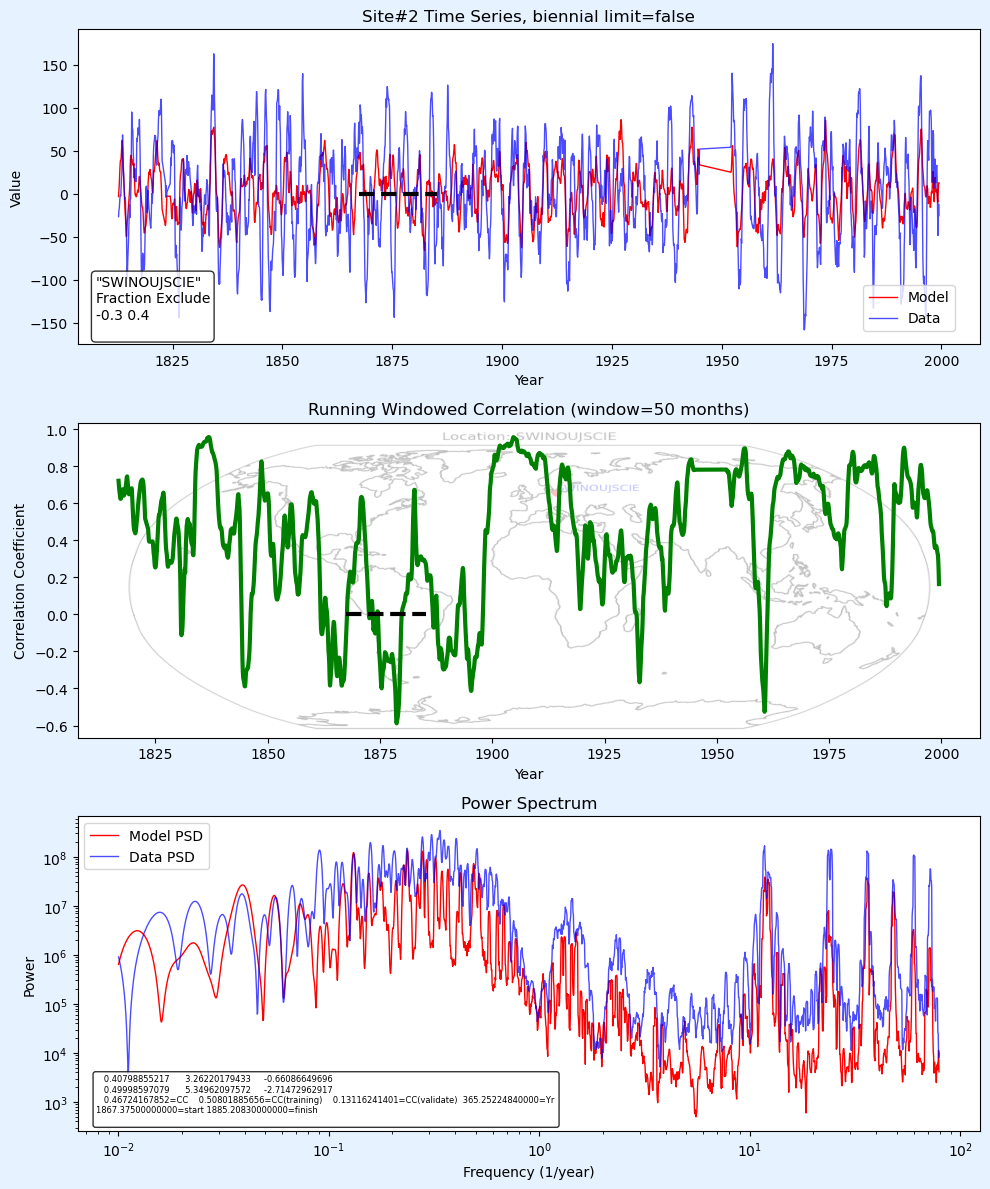 Site#2 Time Series, biennial limit=false
Value
150
100
50
0
−50
−100
−150
"SWINOUJSCIE"
Fraction Exclude
-0.3 0.4
Model
Data
1825
1850
1875
1900
1925
1950
1975
2000
Year
Running Windowed Correlation (window=50 months)
Location: SWINOUJSCIE
Correlation Coefficient
1.0
0.8
0.6
0.4
0.2
0.0
−0.2
−0.4
−0.6
1825
1850
1875
1900
1925
1950
1975
2000
Year
Power Spectrum
Model PSD
Data PSD
Power
10^8
10^7
10^6
10^5
10^4
10^3
0.40798855217 3.26220179433 -0.66086649696
0.49998597079 5.34962097572 -2.71472962917
0.46724167852=CC 0.50801885656=CC(training) 0.13116241401=CC(validate) 365.25224840000=Yr
1867.37500000000=start 1885.20830000000=finish
10^−2
10^−1
10^0
10^1
10^2
Frequency (1/year)